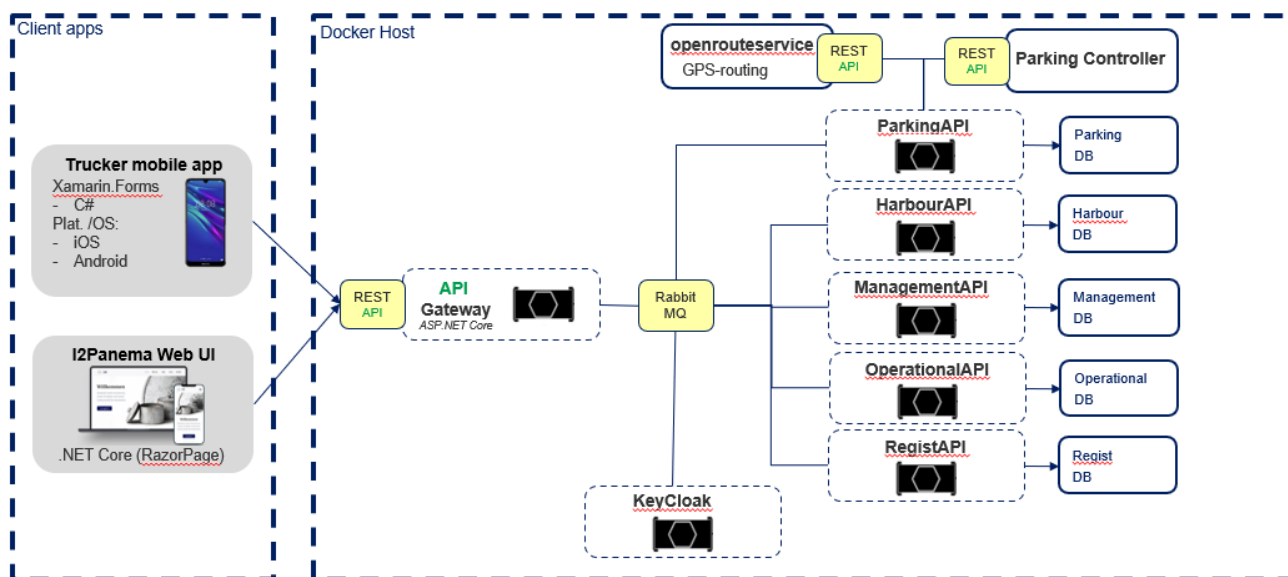 Client apps
Trucker mobile app
Xamarin.Forms
- C#
Plat. /OS:
- iOS
- Android
I2Panema Web UI
.NET Core (RazorPage)
Docker Host
openrouteservice
GPS-routing
REST
API
REST
API
Parking Controller
REST
API
API
Gateway
ASP.NET Core
Rabbit
MQ
KeyCloak
ParkingAPI
Parking
DB
HarbourAPI
Harbour
DB
ManagementAPI
Management
DB
OperationalAPI
Operational
DB
RegistAPI
Regist
DB